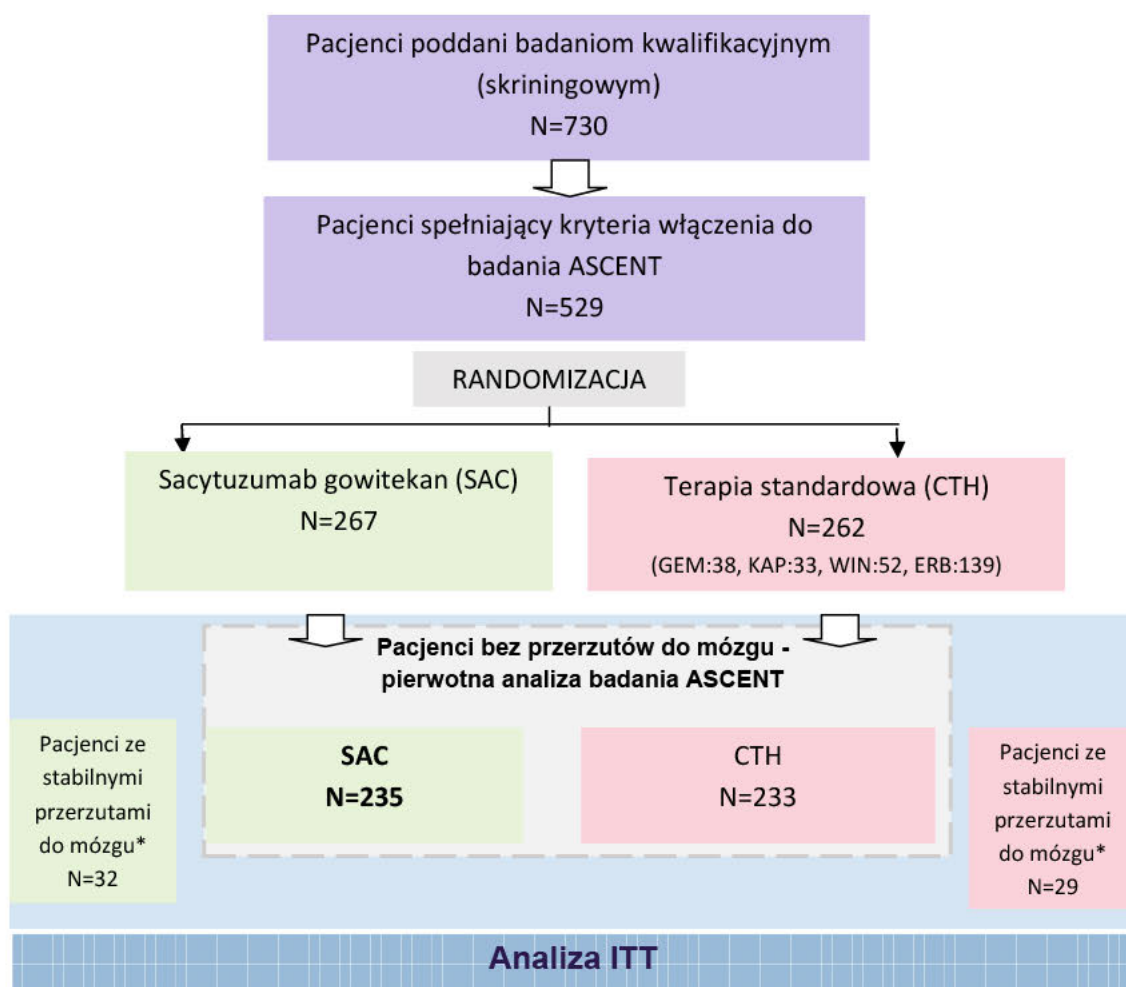 Pacjenci poddani badaniom kwalifikacyjnym
(skriningowym)
N=730
Pacjenci spełniający kryteria włączenia do
badania ASCENT
N=529
RANDOMIZACJA
Sacytuzumab gowitekan (SAC)
N=267
Terapia standardowa (CTH)
N=262
(GEM:38, KAP:33, WIN:52, ERB:139)
Pacjenci bez przerzutów do mózgu -
pierwotna analiza badania ASCENT
Pacjenci ze
stabilnymi
przerzutami
do mózgu*
N=32
SAC
N=235
CTH
N=233
Pacjenci ze
stabilnymi
przerzutami
do mózgu*
N=29
Analiza ITT